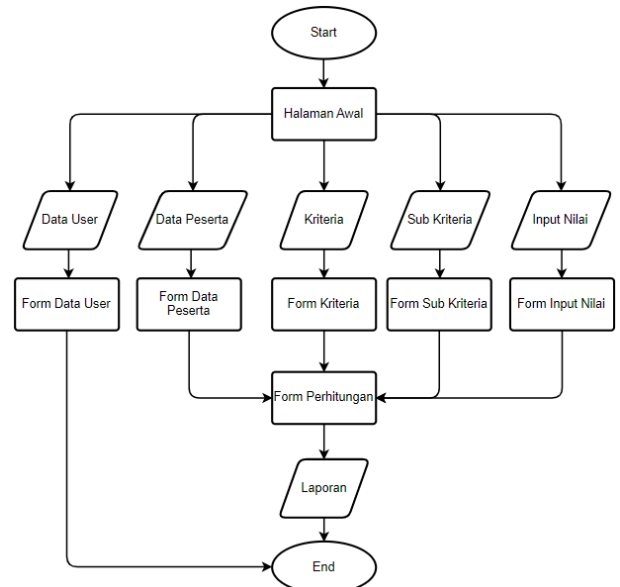 Start
Halaman Awal
Data User
Data Peserta
Kriteria
Sub Kriteria
Input Nilai
Form Data User
Form Data
Peserta
Form Kriteria
Form Sub Kriteria
Form Input Nilai
Form Perhitungan
Laporan
End